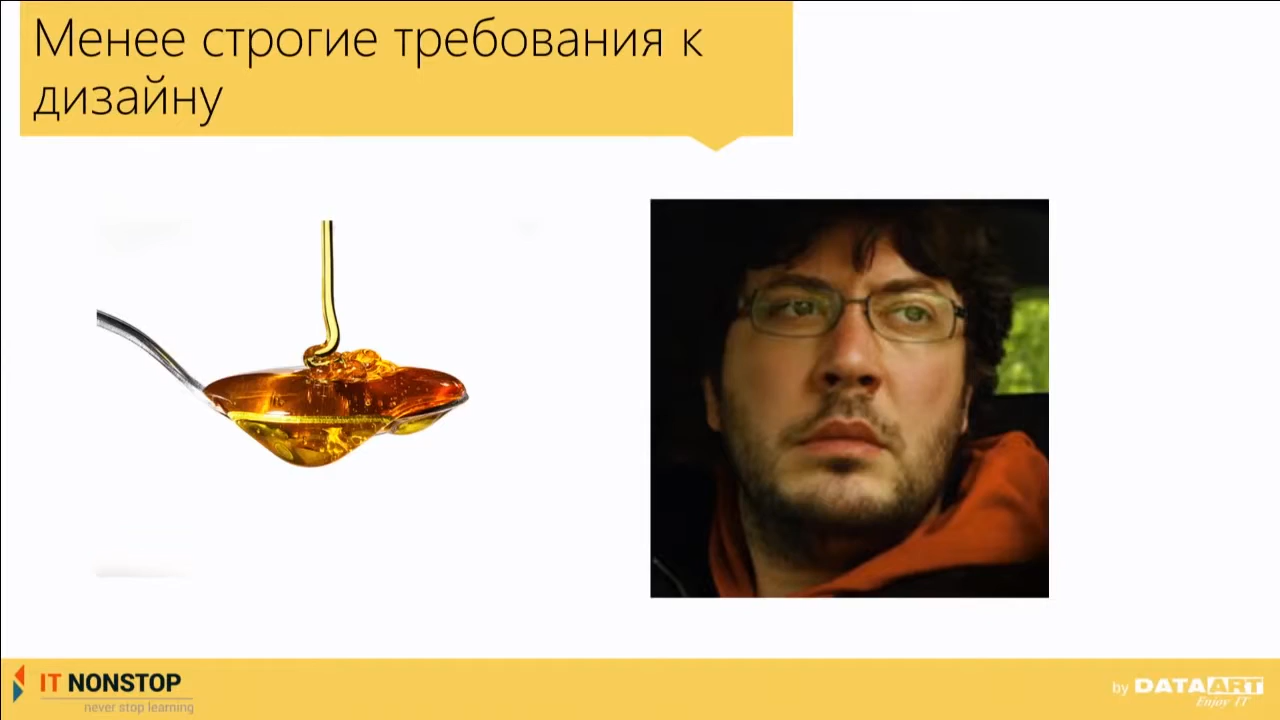 Менее строгие требования к
дизайну
IT NONSTOP
never stop learning
by DATAART
Enjoy IT